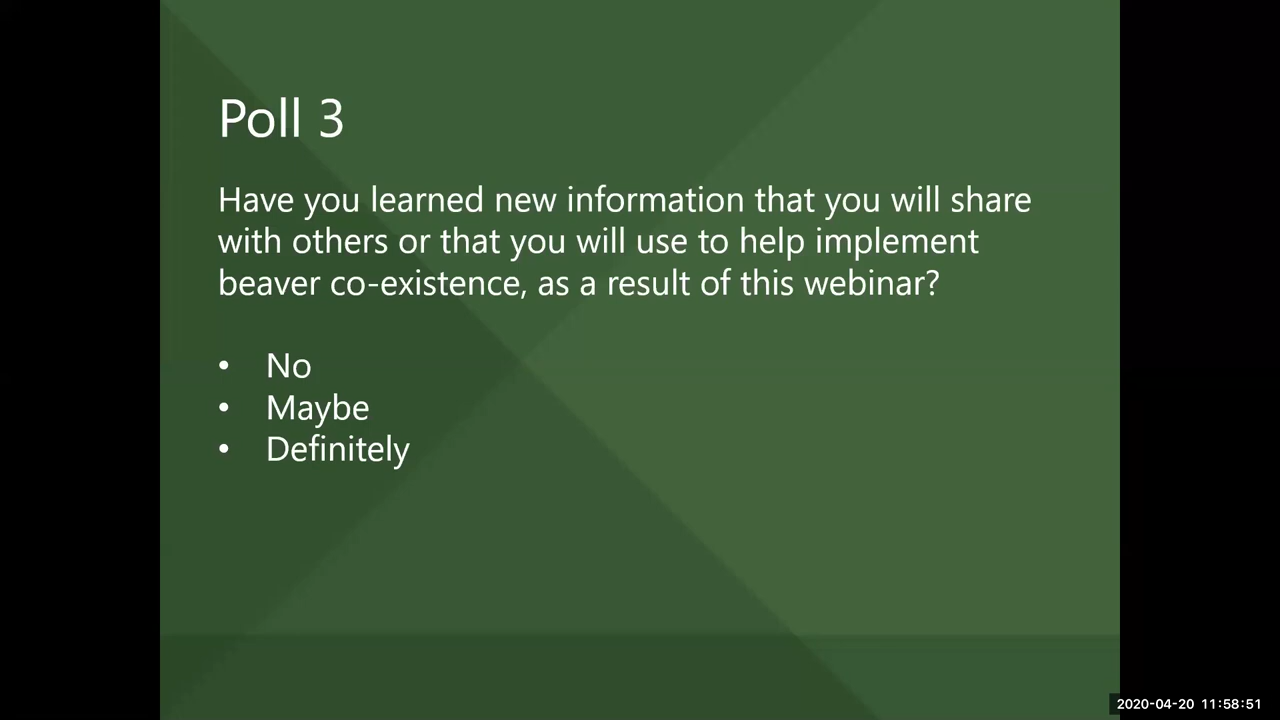 Poll 3
Have you learned new information that you will share
with others or that you will use to help implement
beaver co-existence, as a result of this webinar?
• No
• Maybe
• Definitely
2020-04-20 11:58:51